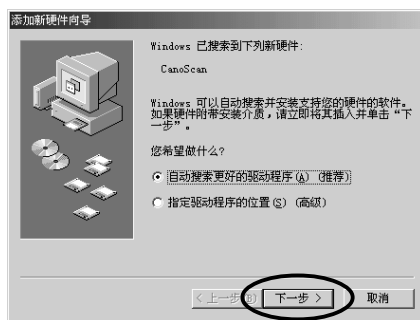 添加新硬件向导
Windows 已搜索到下列新硬件:
CanoScan
Windows 可以自动搜索并安装支持您的硬件的软件。
如果硬件附带安装介质，请立即将其插入并单击“下
一步”。
您希望做什么?
自动搜索更好的驱动程序(A) (推荐)
指定驱动程序的位置(S) (高级)
< 上一步(B)
下一步 >
取消